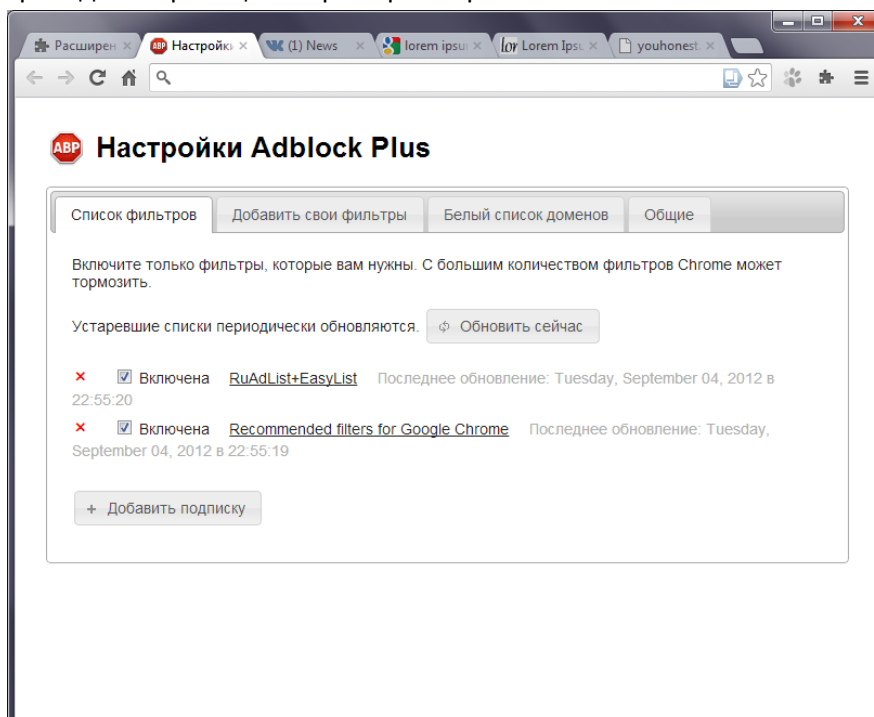 Расширен
Настройки
(1) News
lorem ipsu
lor Lorem Ipsu
youhonest.
ABP Настройки Adblock Plus
Список фильтров Добавить свои фильтры Белый список доменов Общие
Включите только фильтры, которые вам нужны. С большим количеством фильтров Chrome может
тормозить.
Устаревшие списки периодически обновляются. Обновить сейчас
Включена RuAdList+EasyList Последнее обновление: Tuesday, September 04, 2012 в
22:55:20
Включена Recommended filters for Google Chrome Последнее обновление: Tuesday,
September 04, 2012 в 22:55:19
+ Добавить подписку